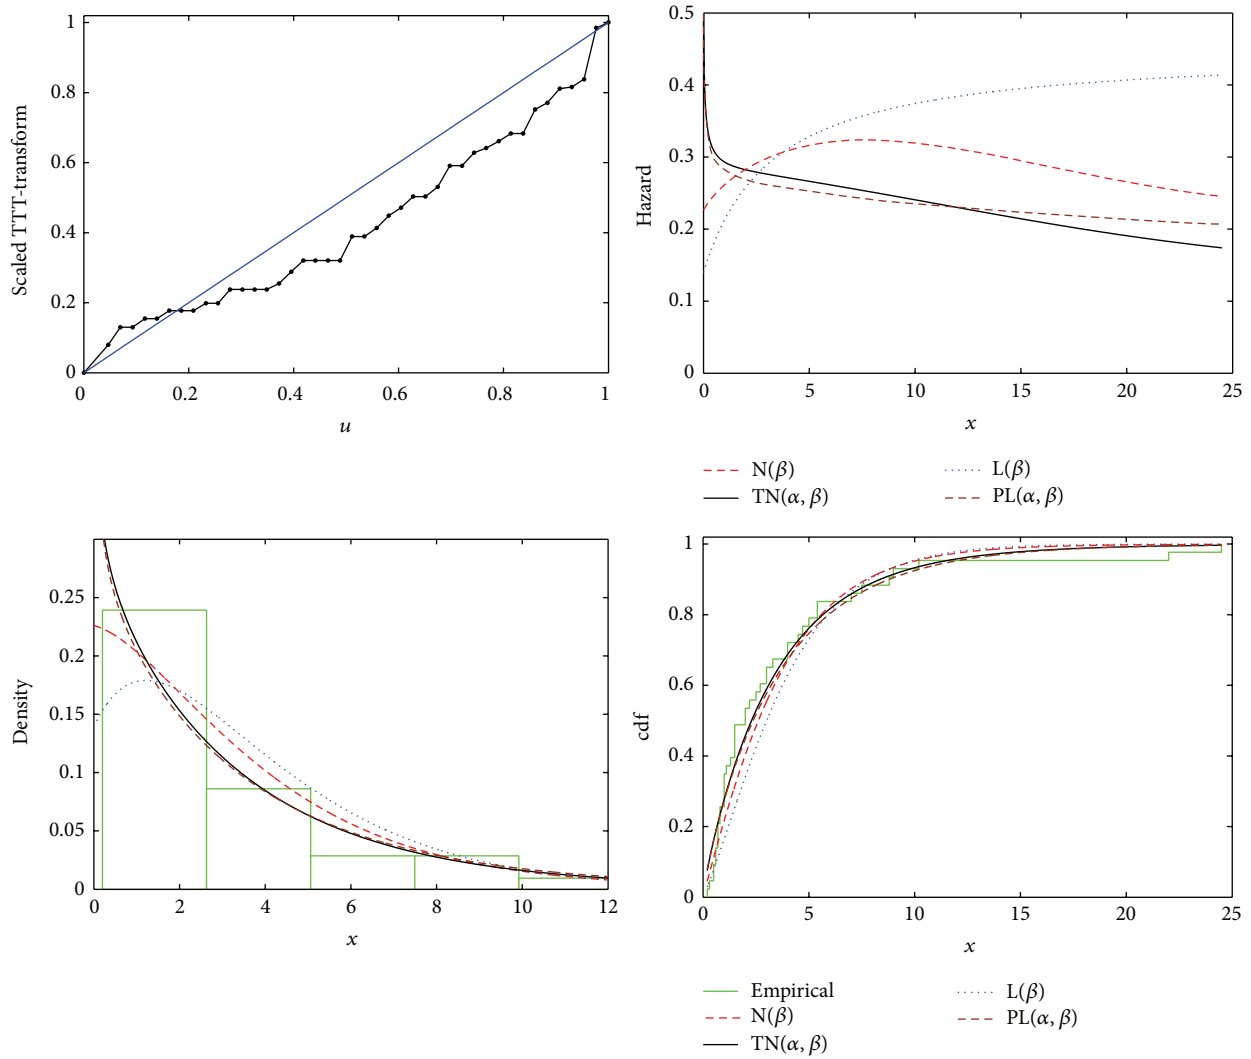 1
0.8
0.6
0.4
0.2
0
0 0.2 0.4 0.6 0.8 1
Scaled TTT-transform
u
0.5
0.4
0.3
0.2
0.1
0
0 5 10 15 20 25
Hazard
x
N(β) L(β)
TN(α, β) PL(α, β)
0.25
0.2
0.15
0.1
0.05
0
0 2 4 6 8 10 12
Density
x
1
0.8
0.6
0.4
0.2
0
0 5 10 15 20 25
cdf
x
Empirical L(β)
N(β) PL(α, β)
TN(α, β)